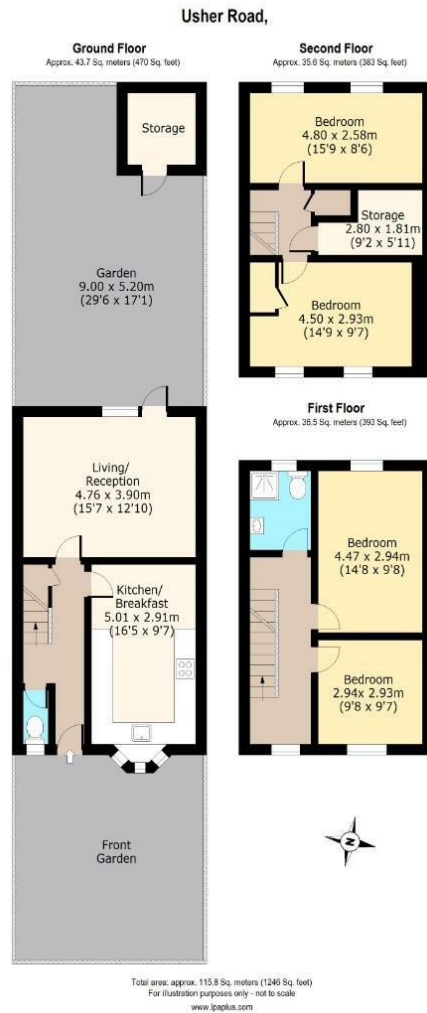 Usher Road,
Ground Floor
Approx. 43.7 Sq. meters (470 Sq. feet)
Storage
Garden
9.00 x 5.20m
(29'6 x 17'1)
Living/
Reception
4.76 x 3.90m
(15'7 x 12'10)
Kitchen/
Breakfast
5.01 x 2.91m
(16'5 x 9'7)
Front
Garden
Second Floor
Approx. 35.6 Sq. meters (383 Sq. feet)
Bedroom
4.80 x 2.58m
(15'9 x 8'6)
Storage
2.80 x 1.81m
(9'2 x 5'11)
Bedroom
4.50 x 2.93m
(14'9 x 9'7)
First Floor
Approx. 36.5 Sq. meters (393 Sq. feet)
Bedroom
4.47 x 2.94m
(14'8 x 9'8)
Bedroom
2.94x 2.93m
(9'8 x 9'7)
N
Total area: approx. 115.8 Sq. meters (1246 Sq. feet)
For illustration purposes only - not to scale
www.lpaplus.com